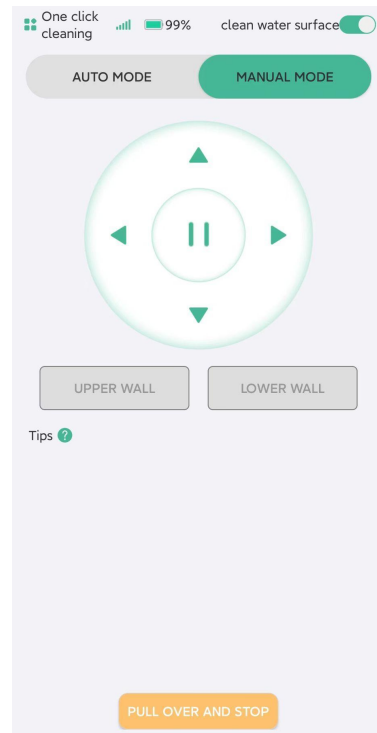 One click
cleaning
99%
clean water surface
AUTO MODE
MANUAL MODE
UPPER WALL
LOWER WALL
Tips ?
PULL OVER AND STOP